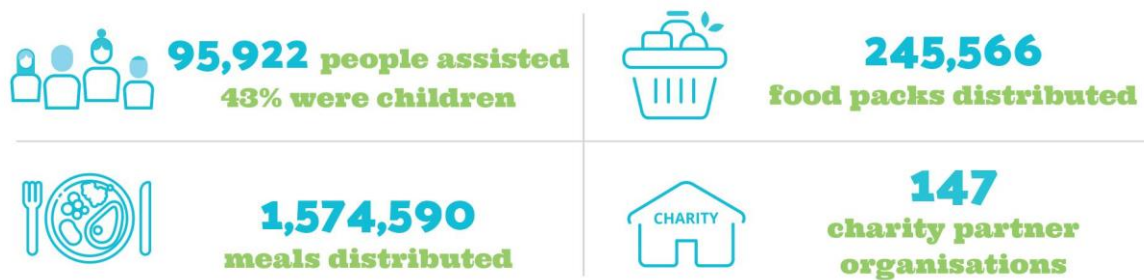 95,922 people assisted
43% were children
245,566
food packs distributed
1,574,590
meals distributed
CHARITY
147
charity partner
organisations